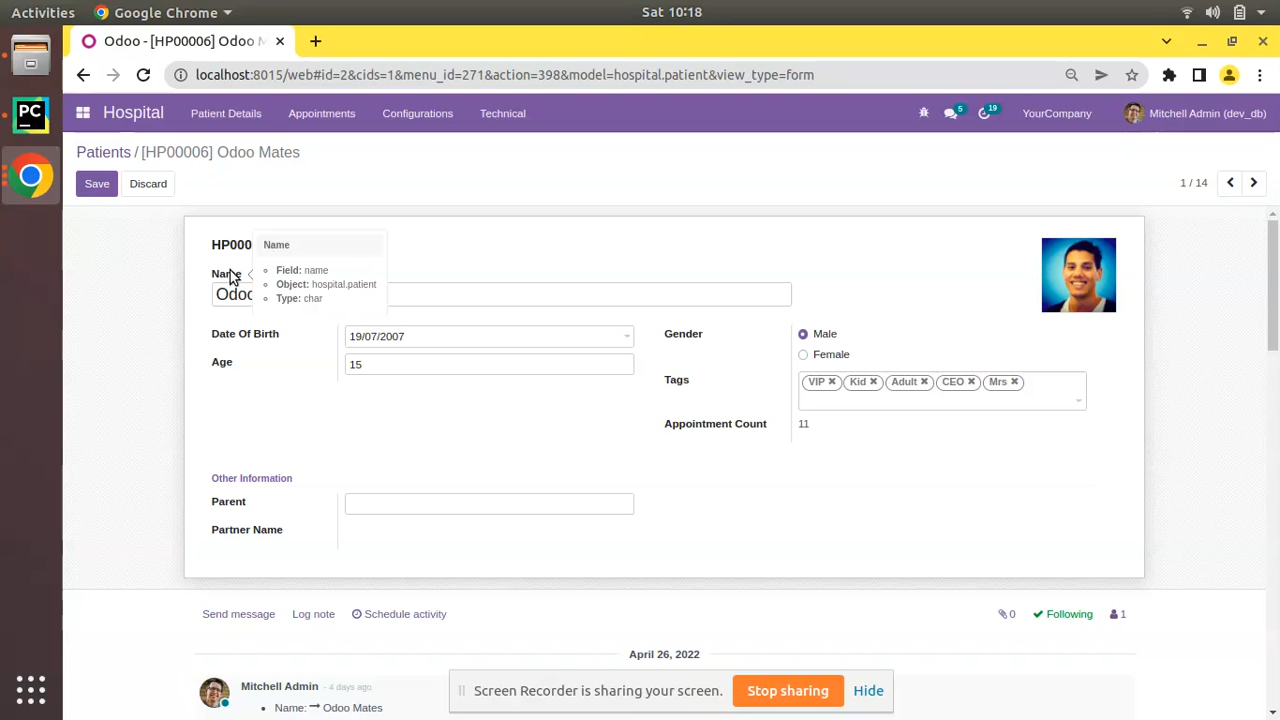 Activities Google Chrome Sat 10:18
Odoo - [HP00006] Odoo M
localhost:8015/web#id=2&cids=1&menu_id=271&action=398&model=hospital.patient&view_type=form
Hospital Patient Details Appointments Configurations Technical 5 19 YourCompany Mitchell Admin (dev_db)
Patients / [HP00006] Odoo Mates
Save Discard 1 / 14
HP000
Name
Name
Field: name
Object: hospital.patient
Type: char
Odoo
Date Of Birth 19/07/2007
Age 15
Gender Male
Female
Tags VIP Kid Adult CEO Mrs
Appointment Count 11
Other Information
Parent
Partner Name
Send message Log note Schedule activity 0 Following 1
April 26, 2022
Mitchell Admin - 4 days ago
Name: → Odoo Mates
Screen Recorder is sharing your screen. Stop sharing Hide
PC